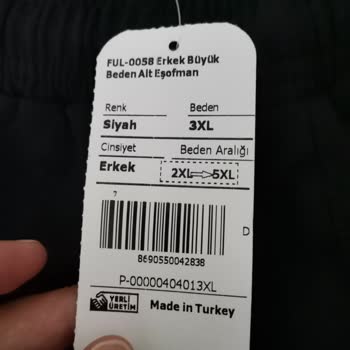 FUL-0058 Erkek Büyük
Beden Alt Eşofman
Renk Beden
Siyah 3XL
Cinsiyet Beden Aralığı
Erkek 2XL⇨5XL
7
D
8690550042838
P-00000404013XL
YERLİ
ÜRETİM Made in Turkey